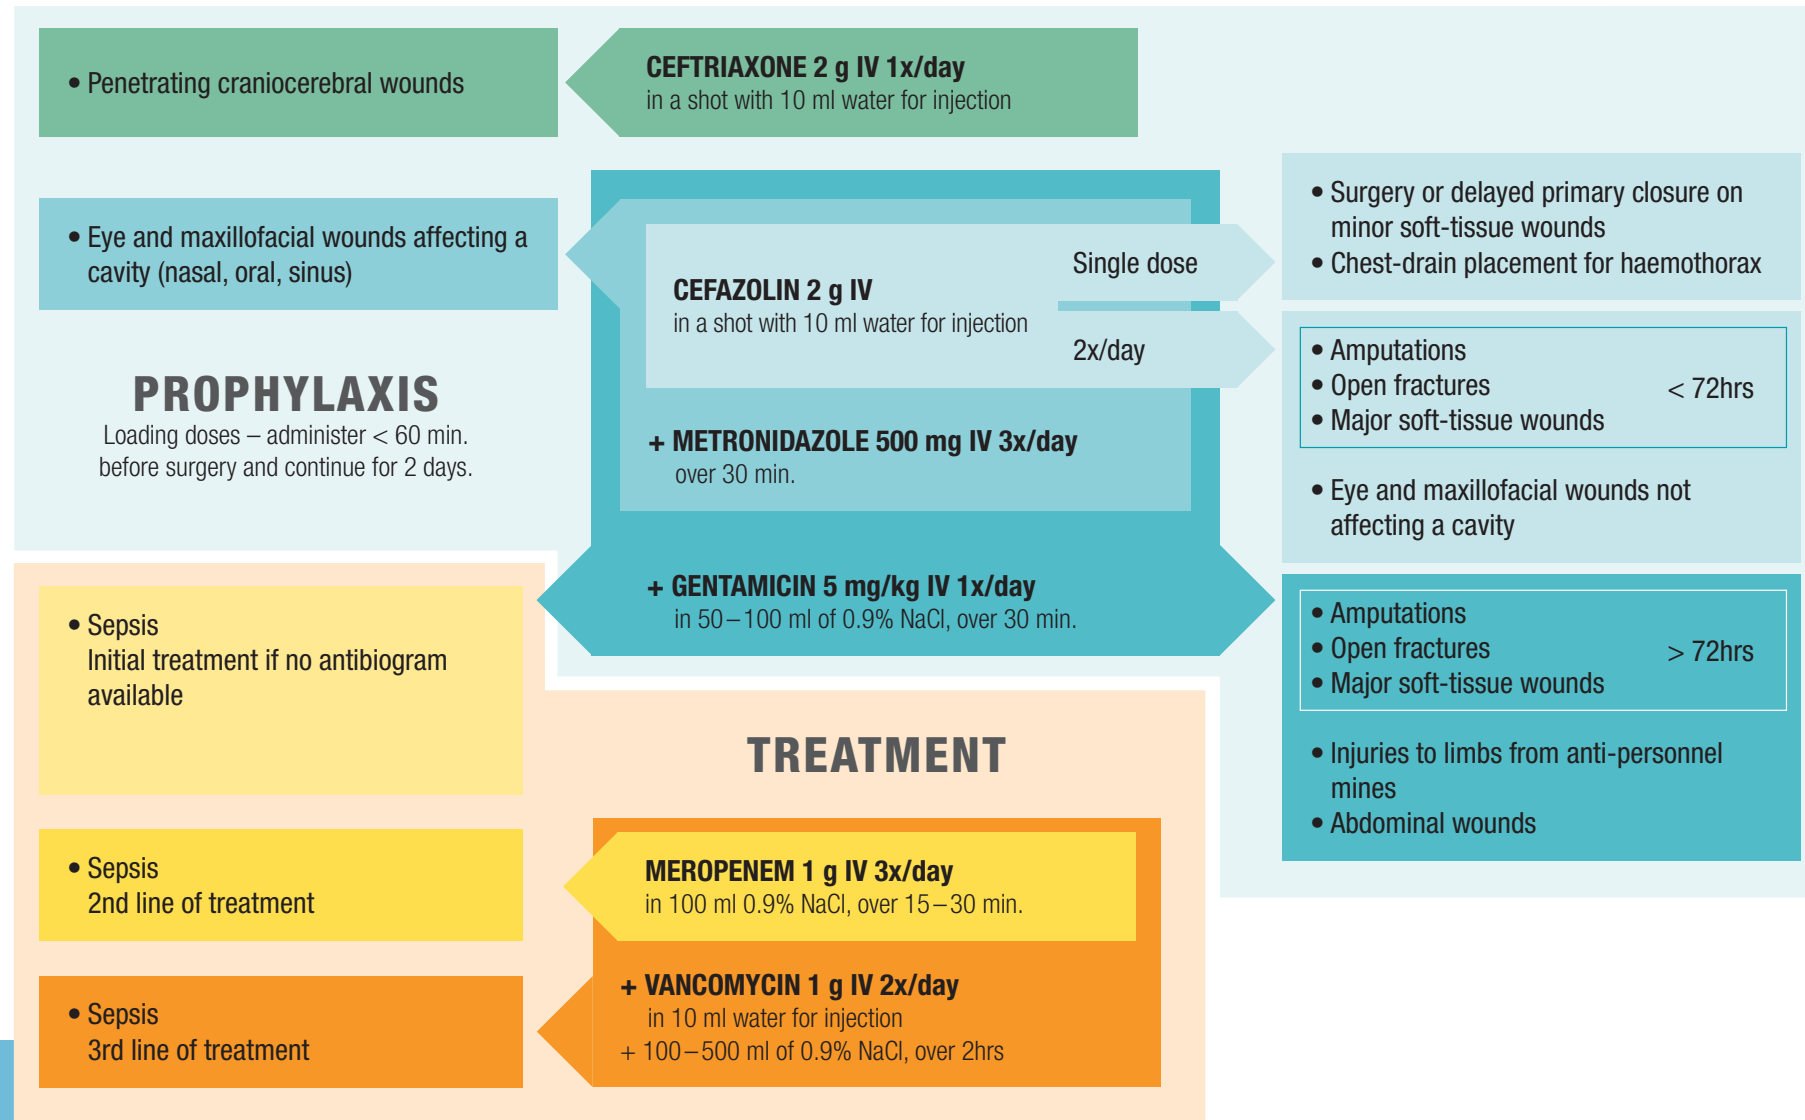 • Penetrating craniocerebral wounds
CEFTRIAXONE 2 g IV 1x/day
in a shot with 10 ml water for injection
• Eye and maxillofacial wounds affecting a
cavity (nasal, oral, sinus)
PROPHYLAXIS
Loading doses – administer < 60 min.
before surgery and continue for 2 days.
CEFAZOLIN 2 g IV
in a shot with 10 ml water for injection
Single dose
2x/day
+ METRONIDAZOLE 500 mg IV 3x/day
over 30 min.
+ GENTAMICIN 5 mg/kg IV 1x/day
in 50–100 ml of 0.9% NaCl, over 30 min.
• Surgery or delayed primary closure on
minor soft-tissue wounds
• Chest-drain placement for haemothorax
• Amputations
• Open fractures
< 72hrs
• Major soft-tissue wounds
• Eye and maxillofacial wounds not
affecting a cavity
• Amputations
• Open fractures
> 72hrs
• Major soft-tissue wounds
• Injuries to limbs from anti-personnel
mines
• Abdominal wounds
• Sepsis
Initial treatment if no antibiogram
available
TREATMENT
• Sepsis
2nd line of treatment
MEROPENEM 1 g IV 3x/day
in 100 ml 0.9% NaCl, over 15–30 min.
• Sepsis
3rd line of treatment
+ VANCOMYCIN 1 g IV 2x/day
in 10 ml water for injection
+ 100–500 ml of 0.9% NaCl, over 2hrs